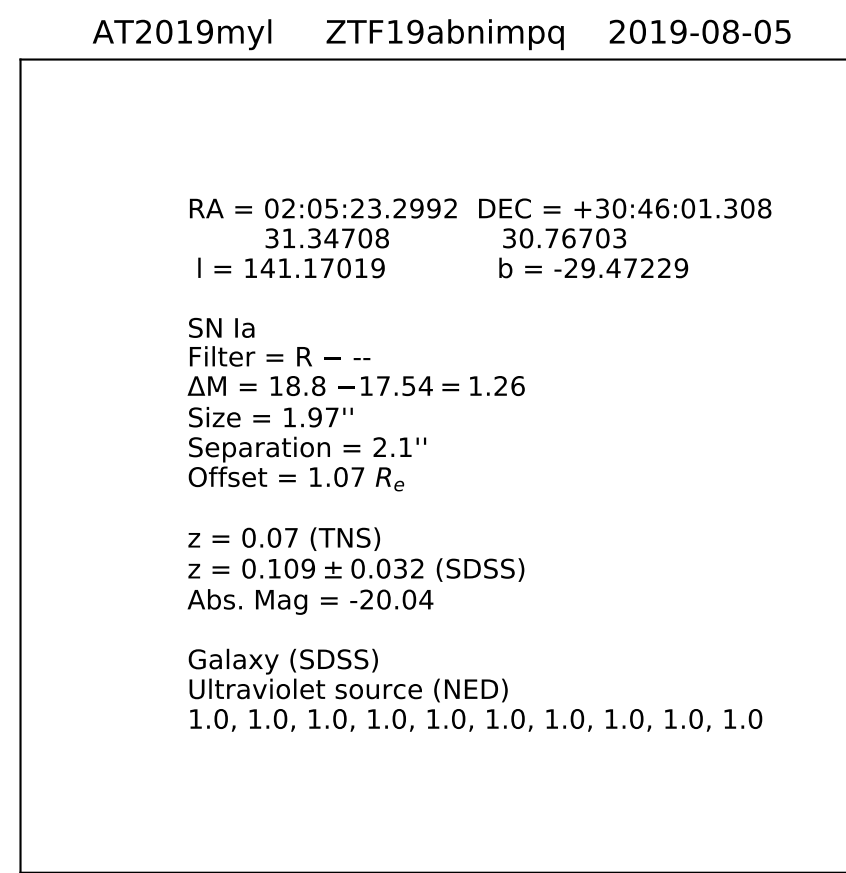 AT2019myl ZTF19abnimpq 2019-08-05
RA = 02:05:23.2992 DEC = +30:46:01.308
31.34708 30.76703
l = 141.17019 b = -29.47229
SN Ia
Filter = R − --
ΔM = 18.8 −17.54 = 1.26
Size = 1.97''
Separation = 2.1''
Offset = 1.07 Rₑ
z = 0.07 (TNS)
z = 0.109 ± 0.032 (SDSS)
Abs. Mag = -20.04
Galaxy (SDSS)
Ultraviolet source (NED)
1.0, 1.0, 1.0, 1.0, 1.0, 1.0, 1.0, 1.0, 1.0, 1.0